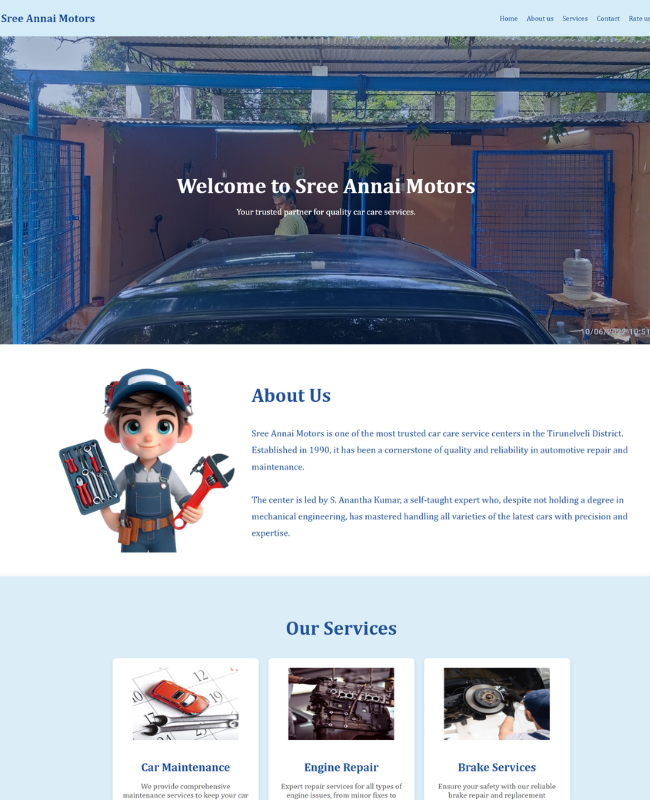 Sree Annai Motors
Home About us Services Contact Rate us
Welcome to Sree Annai Motors
Your trusted partner for quality car care services.
10/06/2022 10:51
About Us
Sree Annai Motors is one of the most trusted car care service centers in the Tirunelveli District.
Established in 1990, it has been a cornerstone of quality and reliability in automotive repair and
maintenance.
The center is led by S. Anantha Kumar, a self-taught expert who, despite not holding a degree in
mechanical engineering, has mastered handling all varieties of the latest cars with precision and
expertise.
Our Services
10
12
17
23
24
Car Maintenance
Engine Repair
Brake Services
We provide comprehensive
maintenance services to keep your car
Expert repair services for all types of
engine issues, from minor fixes to
Ensure your safety with our reliable
brake repair and replacement